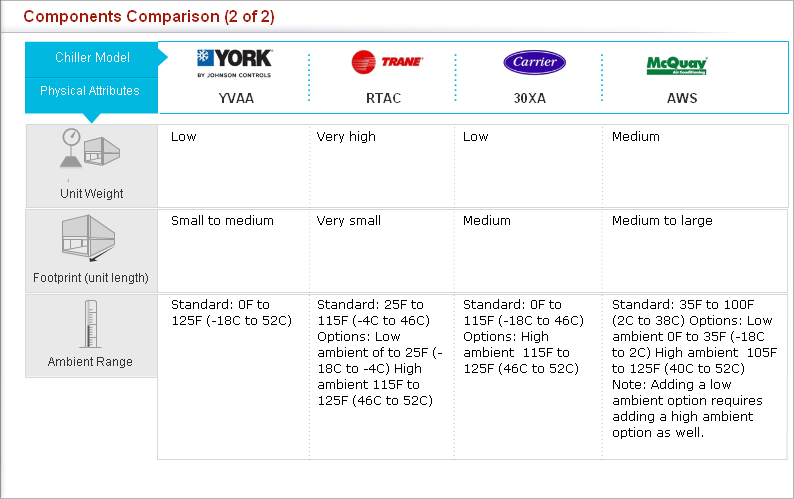 Components Comparison (2 of 2)
Chiller Model
Physical Attributes
YORK
BY JOHNSON CONTROLS
YVAA
TRANE
RTAC
Carrier
30XA
McQuay
Air Conditioning
AWS
Unit Weight
Low
Very high
Low
Medium
Footprint (unit length)
Small to medium
Very small
Medium
Medium to large
Ambient Range
Standard: 0F to
125F (-18C to 52C)
Standard: 25F to
115F (-4C to 46C)
Options: Low
ambient of to 25F (-
18C to -4C) High
ambient 115F to
125F (46C to 52C)
Standard: 0F to
115F (-18C to 46C)
Options: High
ambient 115F to
125F (46C to 52C)
Standard: 35F to 100F
(2C to 38C) Options: Low
ambient 0F to 35F (-18C
to 2C) High ambient 105F
to 125F (40C to 52C)
Note: Adding a low
ambient option requires
adding a high ambient
option as well.